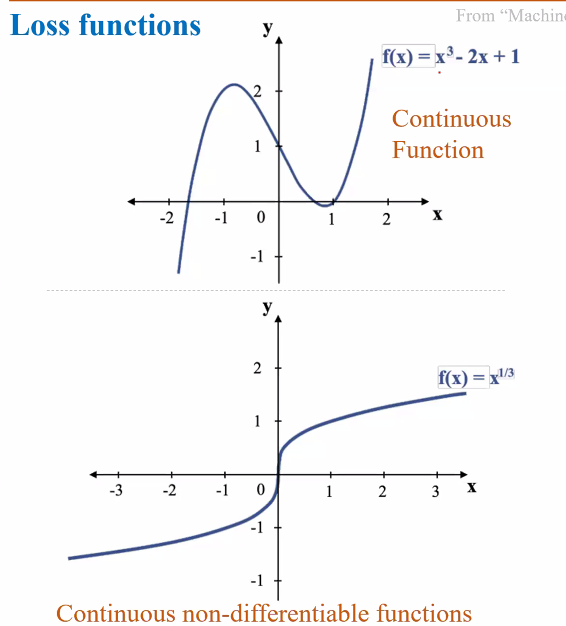 From “Machin
Loss functions
y
f(x) = x³ - 2x + 1
2
Continuous
Function
1
-2 -1 0 1 2 x
-1
y
2
f(x) = x^1/3
1
-3 -2 -1 0 1 2 3 x
-1
-1
Continuous non-differentiable functions